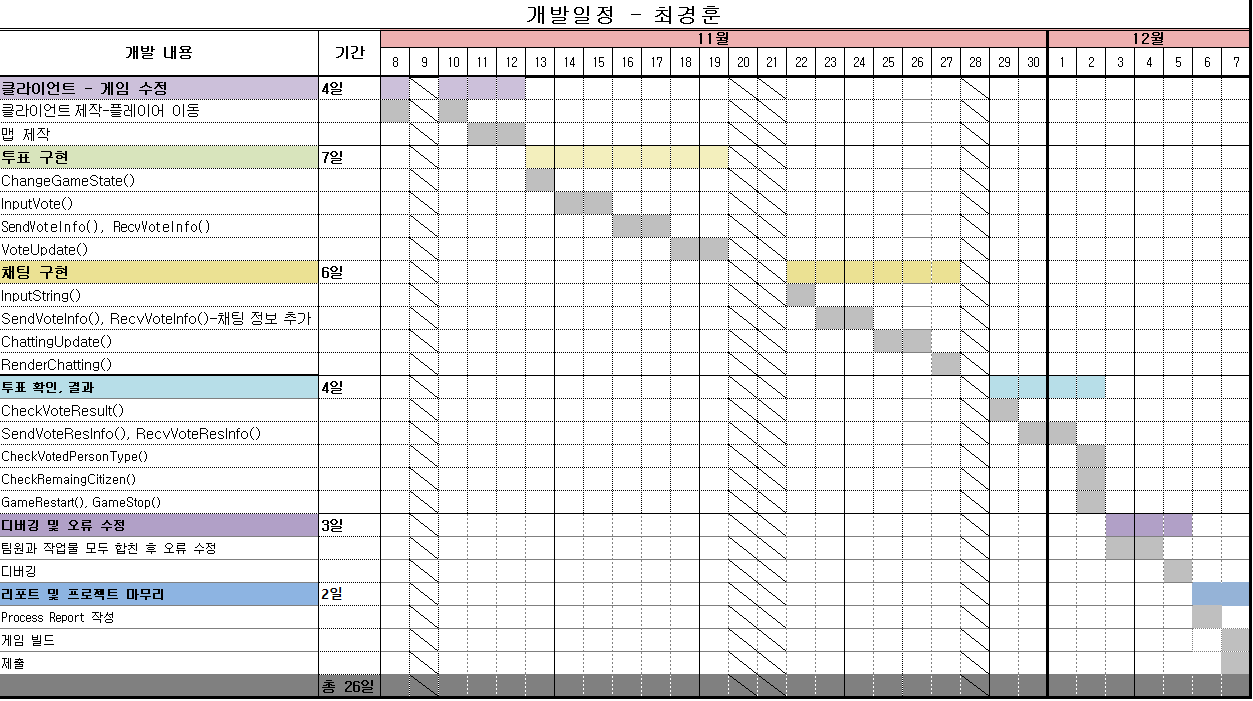 개발일정 - 최경훈
개발 내용 기간 11월 12월
8 9 10 11 12 13 14 15 16 17 18 19 20 21 22 23 24 25 26 27 28 29 30 1 2 3 4 5 6 7
클라이언트 - 게임 수정 4일
클라이언트 제작-플레이어 이동
맵 제작
투표 구현 7일
ChangeGameState()
InputVote()
SendVoteInfo(), RecvVoteInfo()
VoteUpdate()
채팅 구현 6일
InputString()
SendVoteInfo(), RecvVoteInfo()-채팅 정보 추가
ChattingUpdate()
RenderChatting()
투표 확인, 결과 4일
CheckVoteResult()
SendVoteResInfo(), RecvVoteResInfo()
CheckVotedPersonType()
CheckRemaingCitizen()
GameRestart(), GameStop()
디버깅 및 오류 수정 3일
팀원과 작업물 모두 합친 후 오류 수정
디버깅
리포트 및 프로젝트 마무리 2일
Process Report 작성
게임 빌드
제출
총 26일